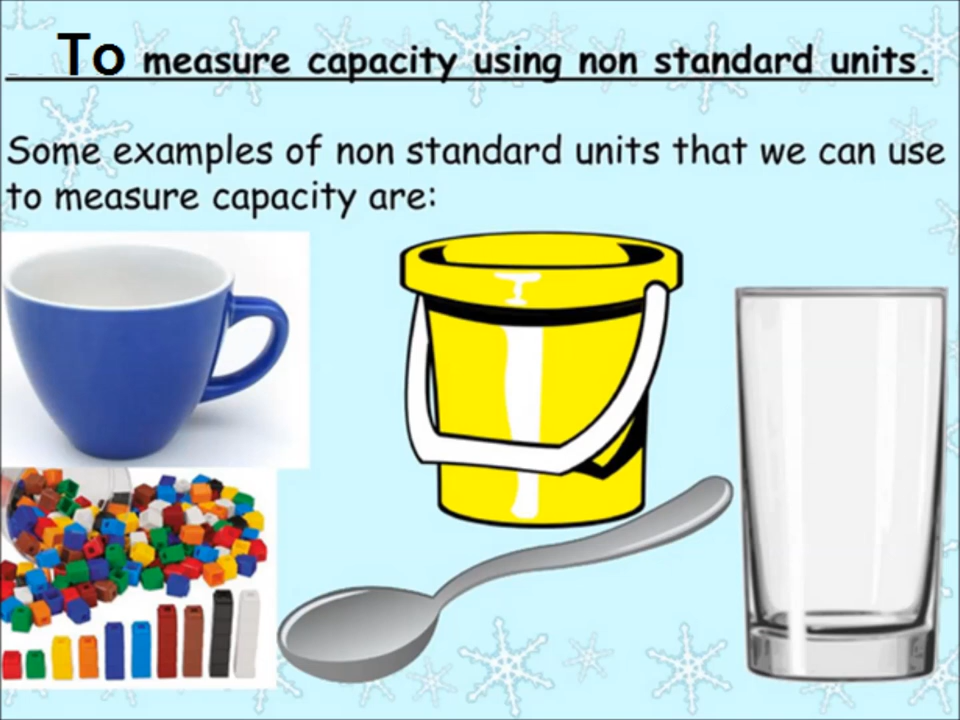 To measure capacity using non standard units.
Some examples of non standard units that we can use
to measure capacity are: